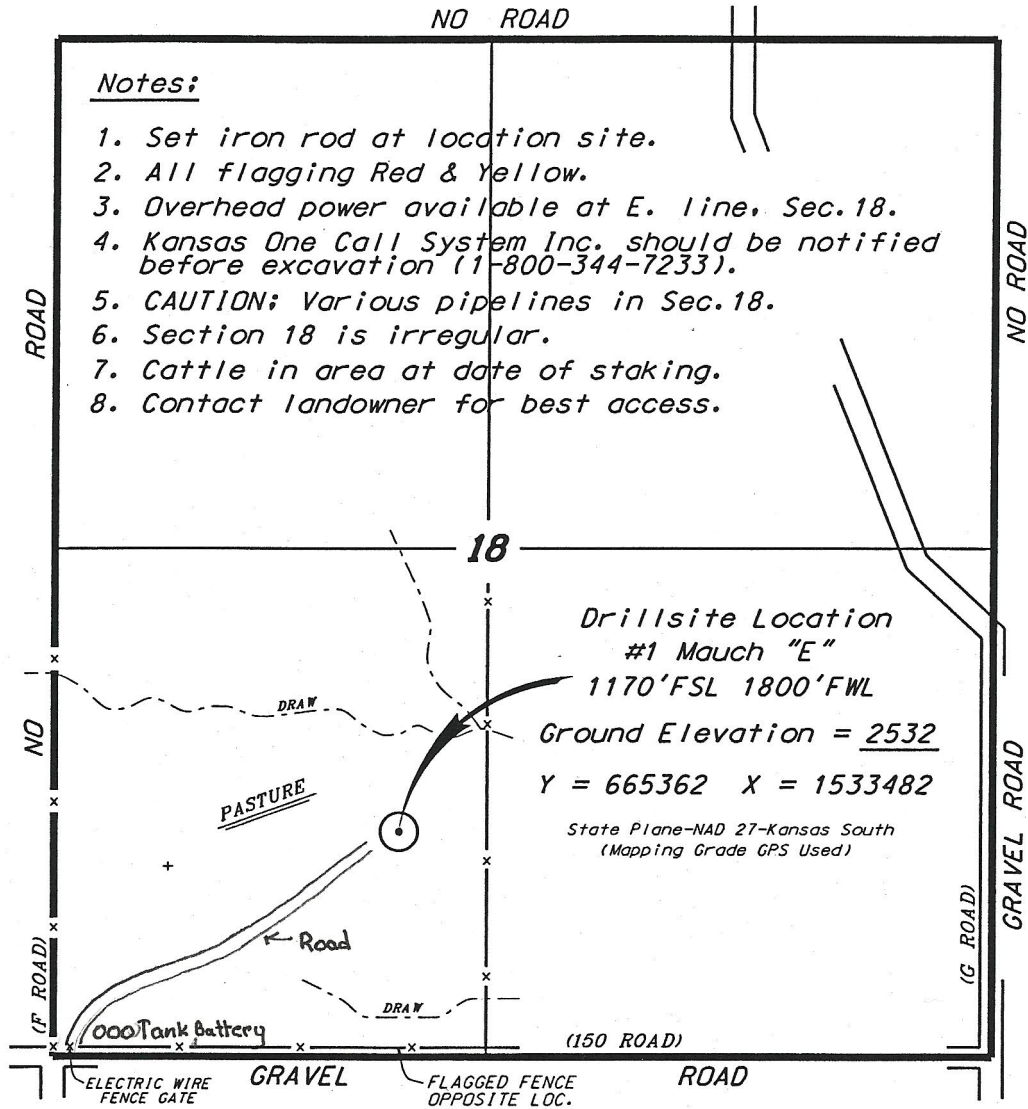 NO ROAD
Notes:
1. Set iron rod at location site.
2. All flagging Red & Yellow.
3. Overhead power available at E. line, Sec.18.
4. Kansas One Call System Inc. should be notified
before excavation (1-800-344-7233).
5. CAUTION: Various pipelines in Sec.18.
6. Section 18 is irregular.
7. Cattle in area at date of staking.
8. Contact landowner for best access.
ROAD
NO ROAD
18
Drillsite Location
#1 Mauch "E"
1170'FSL 1800'FWL
DRAW
Ground Elevation = 2532
NO
Y = 665362 X = 1533482
PASTURE
State Plane-NAD 27-Kansas South
(Mapping Grade GPS Used)
GRAVEL ROAD
Road
(F ROAD)
(G ROAD)
DRAW
000 Tank Battery
(150 ROAD)
GRAVEL ROAD
ELECTRIC WIRE
FENCE GATE
FLAGGED FENCE
OPPOSITE LOC.